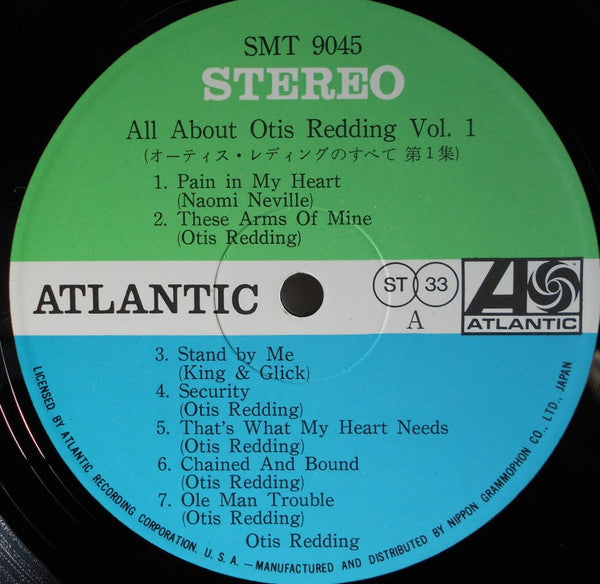 SMT 9045
STEREO
All About Otis Redding Vol. 1
(オーティス・レディングのすべて 第1集)
1. Pain in My Heart
(Naomi Neville)
2. These Arms Of Mine
(Otis Redding)
ATLANTIC
ST 33
A
ATLANTIC
3. Stand by Me
(King & Glick)
4. Security
(Otis Redding)
5. That's What My Heart Needs
(Otis Redding)
6. Chained And Bound
(Otis Redding)
7. Ole Man Trouble
(Otis Redding)
Otis Redding
LICENSED BY ATLANTIC RECORDING CORPORATION. U. S. A. — MANUFACTURED AND DISTRIBUTED BY NIPPON GRAMMOPHON CO., LTD., JAPAN